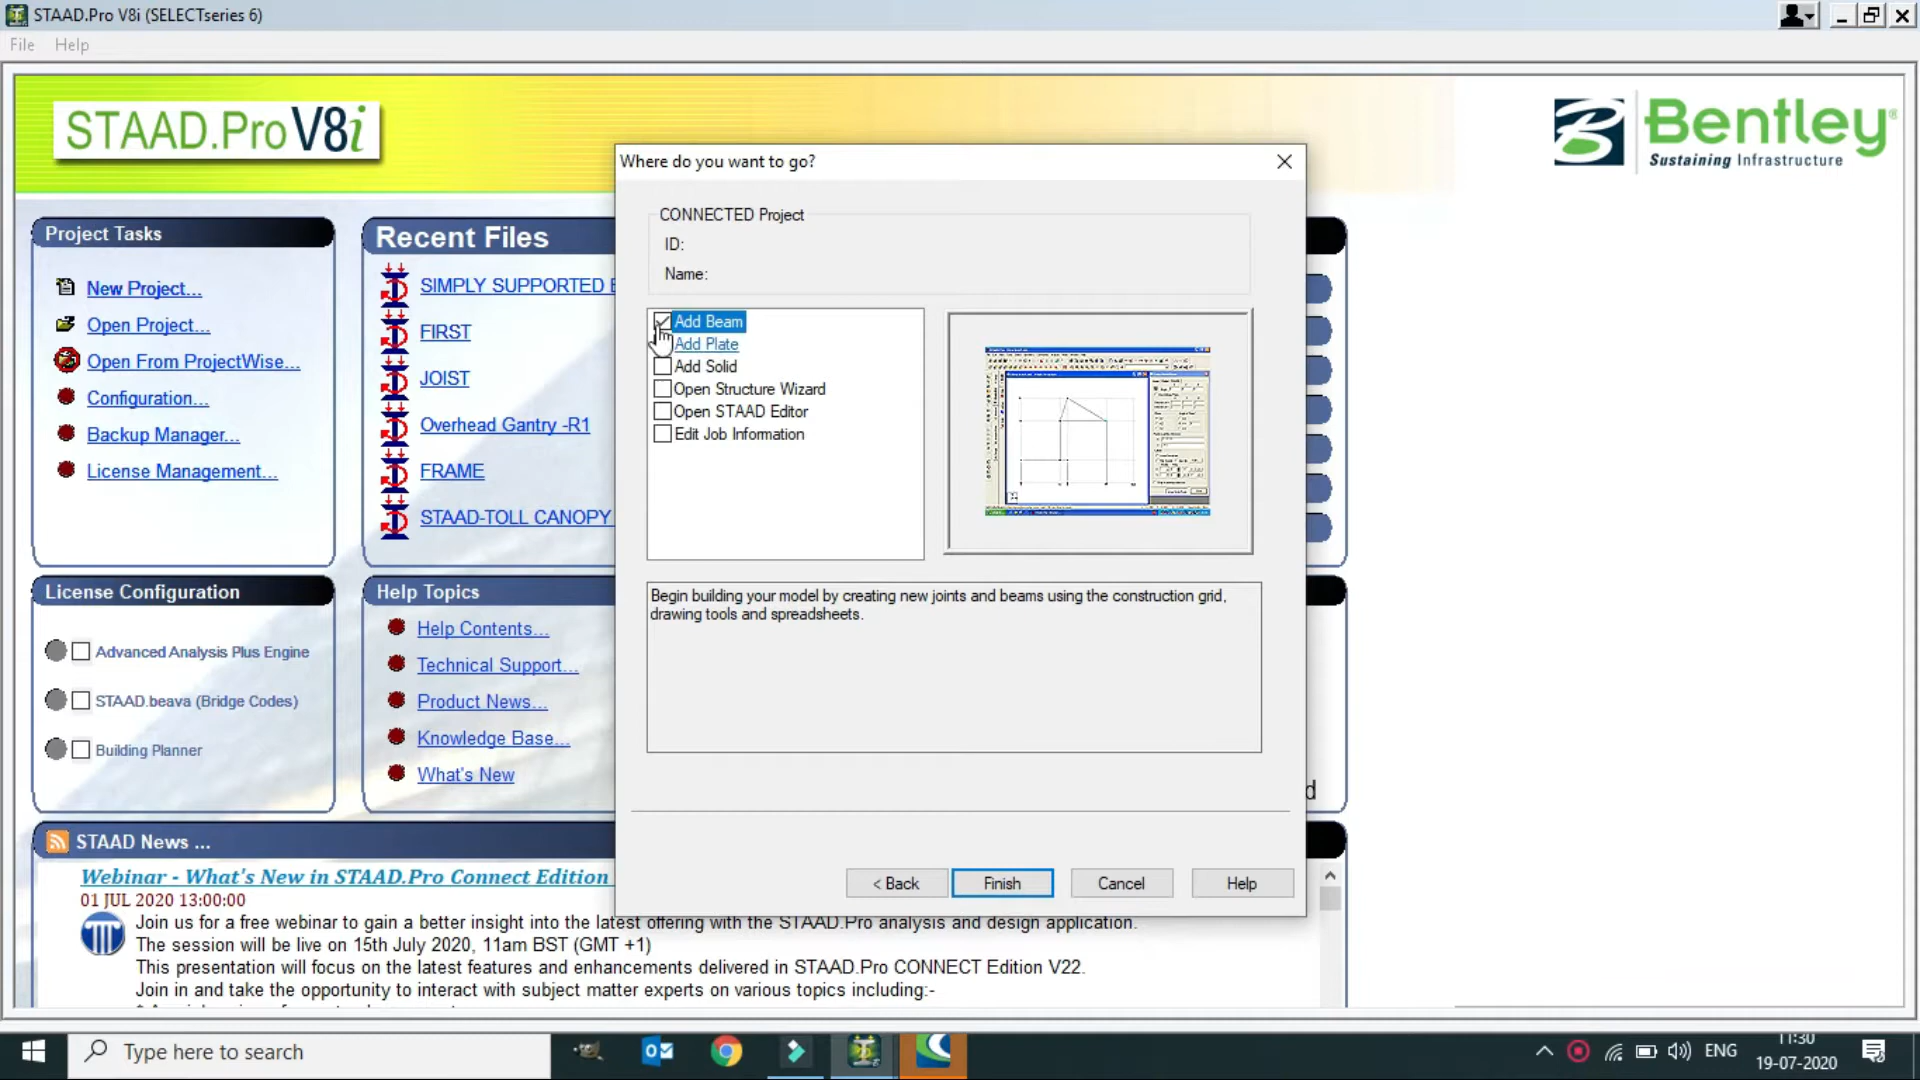 STAAD.Pro V8i (SELECTseries 6)
File Help
STAAD.Pro V8i
Bentley®
Sustaining Infrastructure
Project Tasks
New Project...
Open Project...
Open From ProjectWise...
Configuration...
Backup Manager...
License Management...
Recent Files
SIMPLY SUPPORTED
FIRST
JOIST
Overhead Gantry -R1
FRAME
STAAD-TOLL CANOPY
Where do you want to go?
CONNECTED Project
ID:
Name:
Add Beam
Add Plate
Add Solid
Open Structure Wizard
Open STAAD Editor
Edit Job Information
Begin building your model by creating new joints and beams using the construction grid,
drawing tools and spreadsheets.
< Back Finish Cancel Help
License Configuration
Advanced Analysis Plus Engine
STAAD.beava (Bridge Codes)
Building Planner
Help Topics
Help Contents...
Technical Support...
Product News...
Knowledge Base...
What's New
d
STAAD News ...
Webinar - What's New in STAAD.Pro Connect Edition
01 JUL 2020 13:00:00
Join us for a free webinar to gain a better insight into the latest offering with the STAAD.Pro analysis and design application.
The session will be live on 15th July 2020, 11am BST (GMT +1)
This presentation will focus on the latest features and enhancements delivered in STAAD.Pro CONNECT Edition V22.
Join in and take the opportunity to interact with subject matter experts on various topics including:-
Type here to search
ENG
11:30
19-07-2020